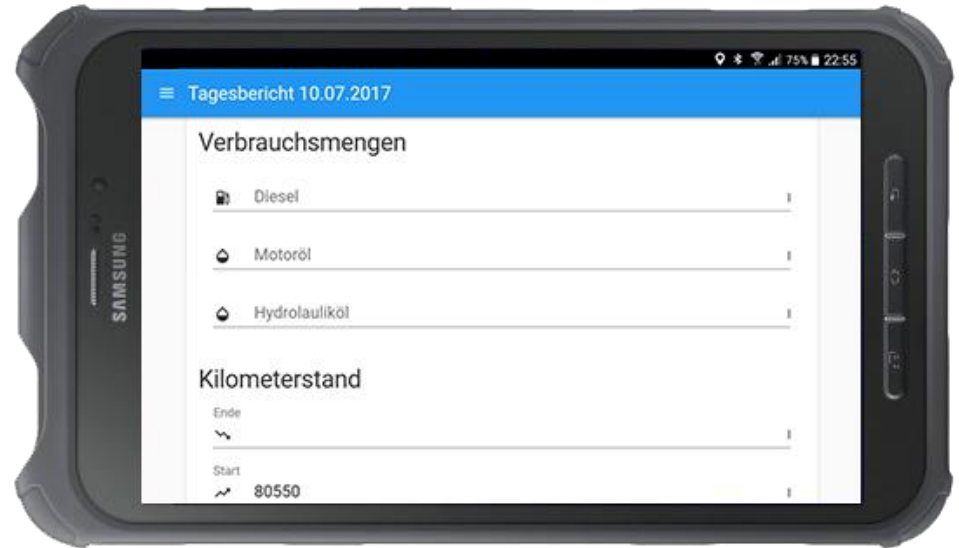 75% 22:55
Tagesbericht 10.07.2017
Verbrauchsmengen
Diesel
l
Motoröl
l
Hydrolauliköl
l
Kilometerstand
Ende
l
Start
80550
l
SAMSUNG